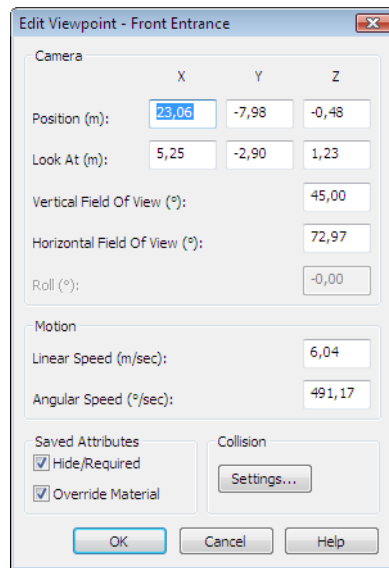 Edit Viewpoint - Front Entrance
Camera
X Y Z
Position (m): 23,06 -7,98 -0,48
Look At (m): 5,25 -2,90 1,23
Vertical Field Of View (°): 45,00
Horizontal Field Of View (°): 72,97
Roll (°): -0,00
Motion
Linear Speed (m/sec): 6,04
Angular Speed (°/sec): 491,17
Saved Attributes Collision
Hide/Required
Settings...
Override Material
OK Cancel Help